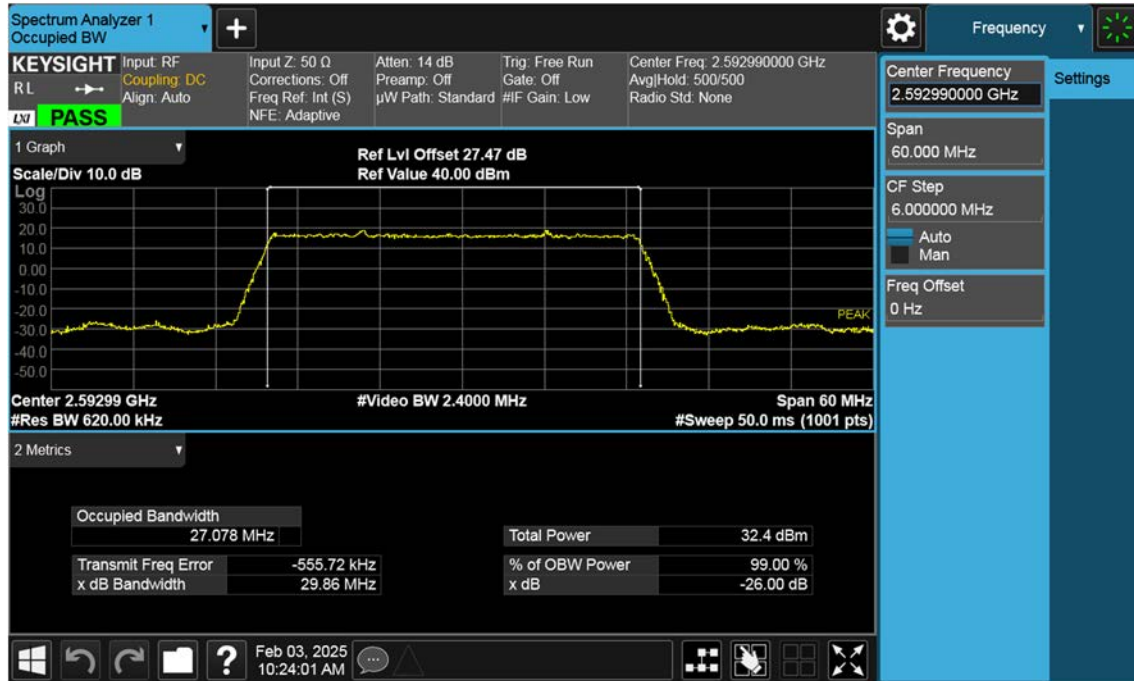 Spectrum Analyzer 1
Occupied BW
+
Frequency
KEYSIGHT
RL
LXI PASS
Input: RF
Coupling: DC
Align: Auto
Input Z: 50 Ω
Corrections: Off
Freq Ref: Int (S)
NFE: Adaptive
Atten: 14 dB
Preamp: Off
µW Path: Standard
Trig: Free Run
Gate: Off
#IF Gain: Low
Center Freq: 2.592990000 GHz
Avg|Hold: 500/500
Radio Std: None
Center Frequency
2.592990000 GHz
Settings
Span
60.000 MHz
CF Step
6.000000 MHz
Auto
Man
Freq Offset
0 Hz
1 Graph
Scale/Div 10.0 dB
Ref Lvl Offset 27.47 dB
Ref Value 40.00 dBm
Log
30.0
20.0
10.0
0.00
-10.0
-20.0
-30.0
-40.0
-50.0
PEAK
Center 2.59299 GHz
#Video BW 2.4000 MHz
Span 60 MHz
#Res BW 620.00 kHz
#Sweep 50.0 ms (1001 pts)
2 Metrics
Occupied Bandwidth
27.078 MHz
Total Power 32.4 dBm
Transmit Freq Error -555.72 kHz
% of OBW Power 99.00 %
x dB Bandwidth 29.86 MHz
x dB -26.00 dB
?
Feb 03, 2025
10:24:01 AM